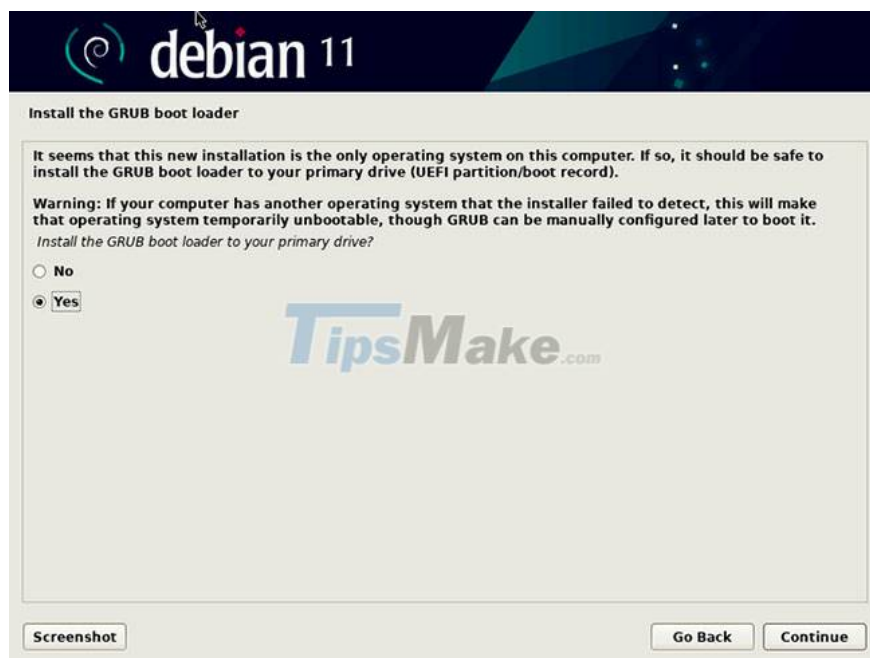 debian 11
Install the GRUB boot loader
It seems that this new installation is the only operating system on this computer. If so, it should be safe to
install the GRUB boot loader to your primary drive (UEFI partition/boot record).
Warning: If your computer has another operating system that the installer failed to detect, this will make
that operating system temporarily unbootable, though GRUB can be manually configured later to boot it.
Install the GRUB boot loader to your primary drive?
No
Yes
TipsMake.com
Screenshot Go Back Continue